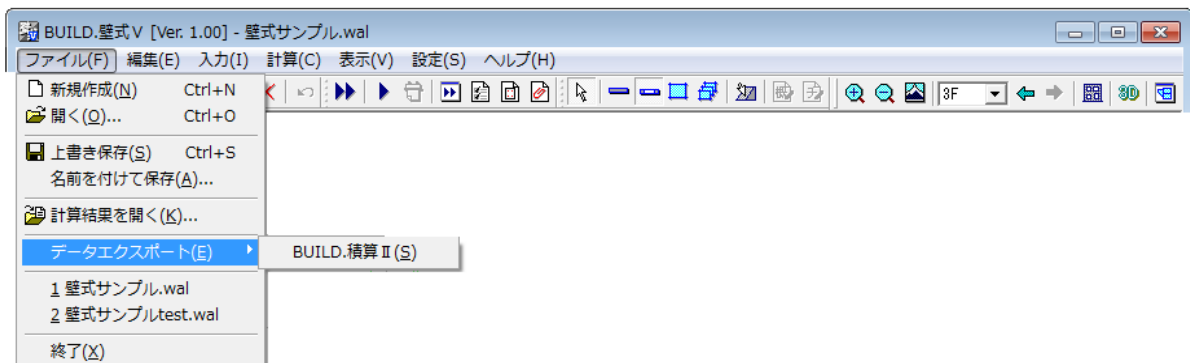 BUILD.壁式Ⅴ [Ver. 1.00] - 壁式サンプル.wal
ファイル(F) 編集(E) 入力(I) 計算(C) 表示(V) 設定(S) ヘルプ(H)
3F 3D
新規作成(N) Ctrl+N
開く(O)... Ctrl+O
上書き保存(S) Ctrl+S
名前を付けて保存(A)...
計算結果を開く(K)...
データエクスポート(E) BUILD.積算Ⅱ(S)
1 壁式サンプル.wal
2 壁式サンプルtest.wal
終了(X)